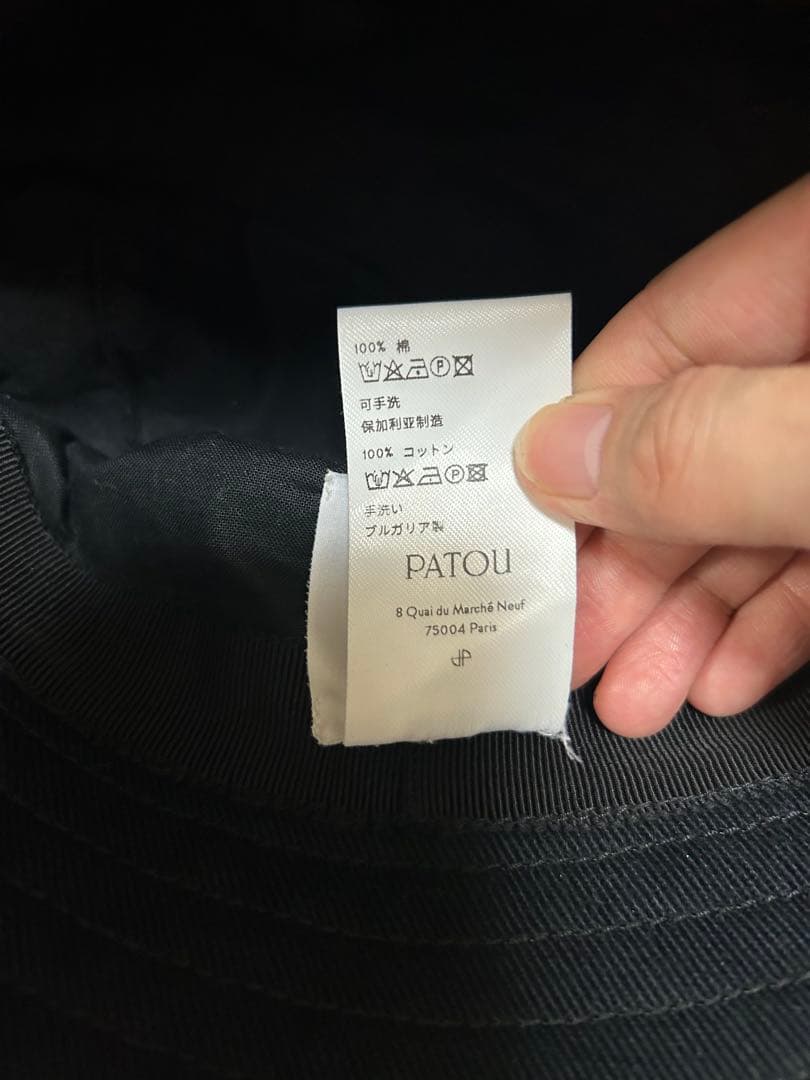 100% 棉
可手洗
保加利亚制造
100% コットン
手洗い
ブルガリア製
PATOU
8 Quai du Marché Neuf
75004 Paris
JP